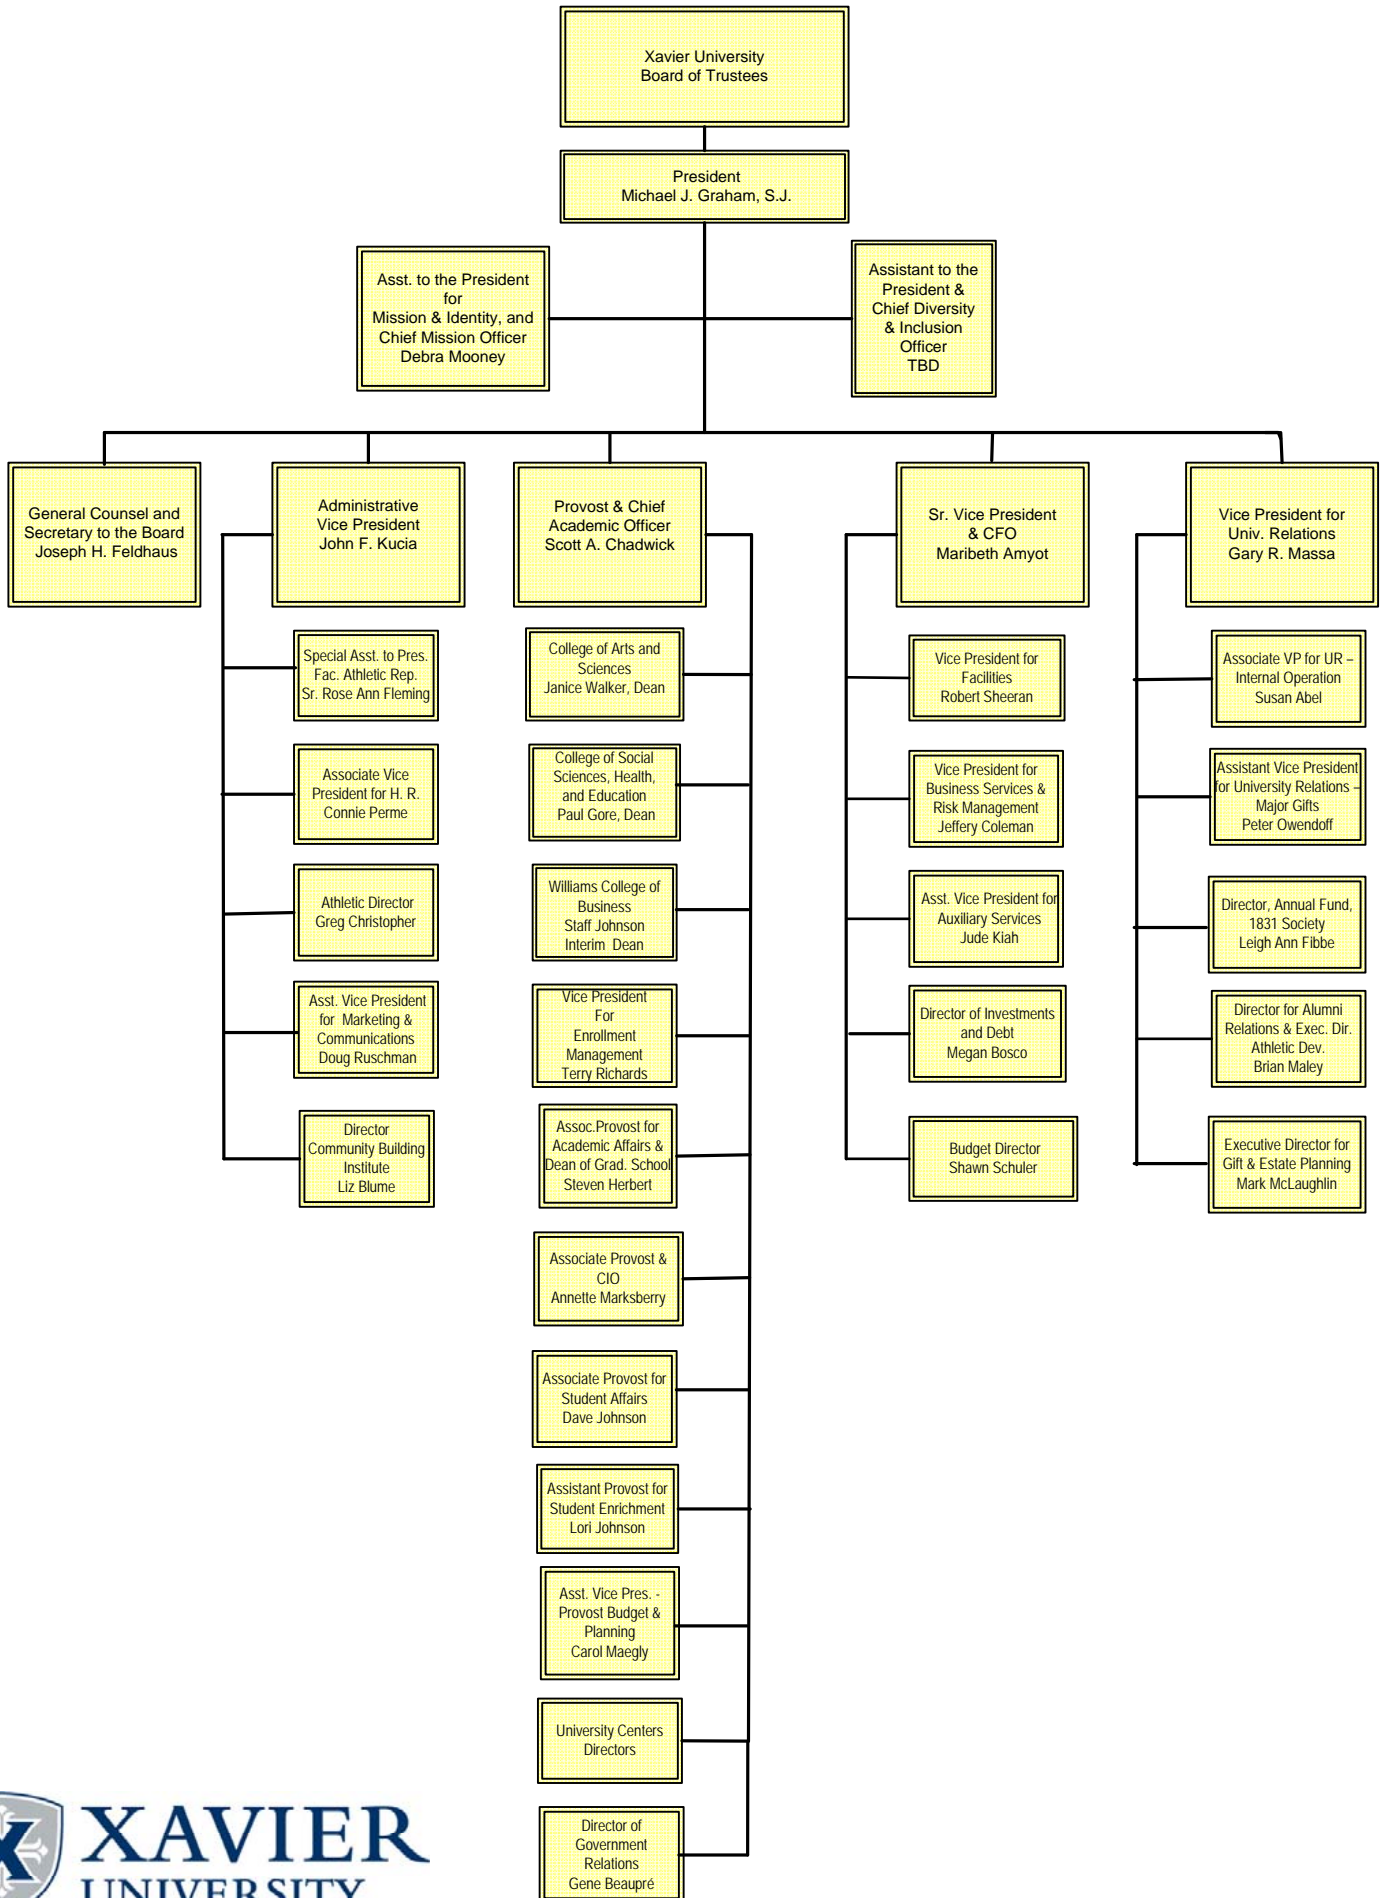 Xavier University
Board of Trustees
President
Michael J. Graham, S.J.
Asst. to the President
for
Mission & Identity, and
Chief Mission Officer
Debra Mooney
Assistant to the
President &
Chief Diversity
& Inclusion
Officer
TBD
General Counsel and
Secretary to the Board
Joseph H. Feldhaus
Administrative
Vice President
John F. Kucia
Provost & Chief
Academic Officer
Scott A. Chadwick
Sr. Vice President
& CFO
Maribeth Amyot
Vice President for
Univ. Relations
Gary R. Massa
Special Asst. to Pres.
Fac. Athletic Rep.
Sr. Rose Ann Fleming
Associate Vice
President for H. R.
Connie Perme
Athletic Director
Greg Christopher
Asst. Vice President
for Marketing &
Communications
Doug Ruschman
Director
Community Building
Institute
Liz Blume
College of Arts and
Sciences
Janice Walker, Dean
College of Social
Sciences, Health,
and Education
Paul Gore, Dean
Williams College of
Business
Staff Johnson
Interim Dean
Vice President
For
Enrollment
Management
Terry Richards
Assoc.Provost for
Academic Affairs &
Dean of Grad. School
Steven Herbert
Associate Provost &
CIO
Annette Marksberry
Associate Provost for
Student Affairs
Dave Johnson
Assistant Provost for
Student Enrichment
Lori Johnson
Asst. Vice Pres. -
Provost Budget &
Planning
Carol Maegly
University Centers
Directors
Director of
Government
Relations
Gene Beaupré
Vice President for
Facilities
Robert Sheeran
Vice President for
Business Services &
Risk Management
Jeffery Coleman
Asst. Vice President for
Auxiliary Services
Jude Kiah
Director of Investments
and Debt
Megan Bosco
Budget Director
Shawn Schuler
Associate VP for UR –
Internal Operation
Susan Abel
Assistant Vice President
for University Relations –
Major Gifts
Peter Owendoff
Director, Annual Fund,
1831 Society
Leigh Ann Fibbe
Director for Alumni
Relations & Exec. Dir.
Athletic Dev.
Brian Maley
Executive Director for
Gift & Estate Planning
Mark McLaughlin
X
XAVIER
UNIVERSITY